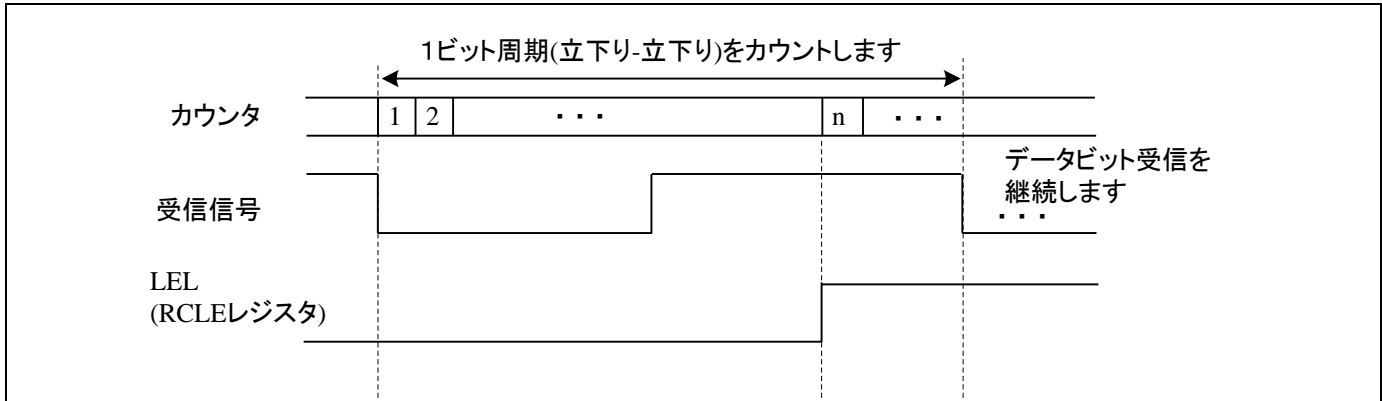 １ビット周期(立下り-立下り)をカウントします
カウンタ 1 2 ・・・ n ・・・
データビット受信を
継続します
受信信号 ・・・
LEL
(RCLEレジスタ)